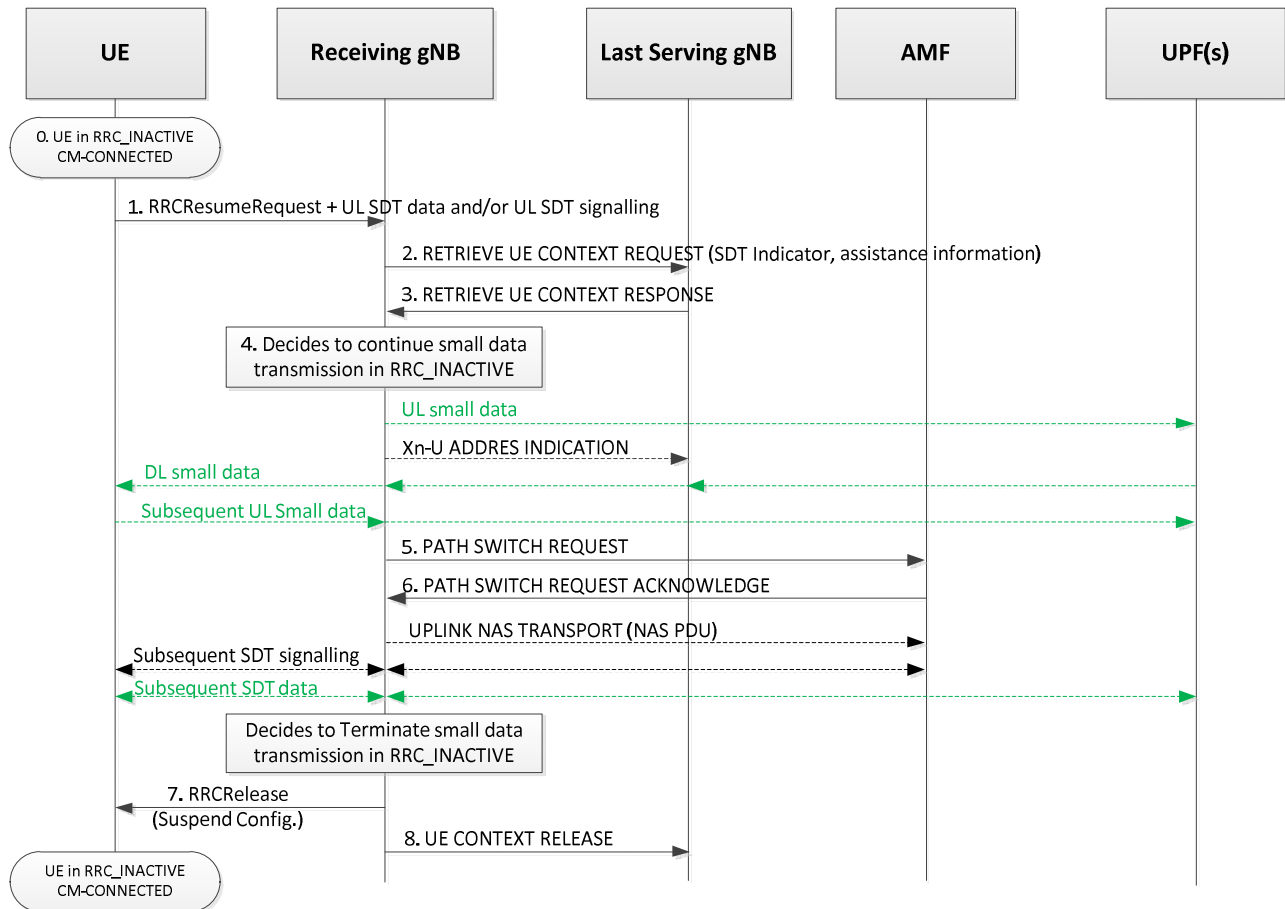 UE
Receiving gNB
Last Serving gNB
AMF
UPF(s)
0. UE in RRC_INACTIVE
CM-CONNECTED
1. RRCResumeRequest + UL SDT data and/or UL SDT signalling
2. RETRIEVE UE CONTEXT REQUEST (SDT Indicator, assistance information)
3. RETRIEVE UE CONTEXT RESPONSE
4. Decides to continue small data
transmission in RRC_INACTIVE
UL small data
Xn-U ADDRES INDICATION
DL small data
Subsequent UL Small data
5. PATH SWITCH REQUEST
6. PATH SWITCH REQUEST ACKNOWLEDGE
UPLINK NAS TRANSPORT (NAS PDU)
Subsequent SDT signalling
Subsequent SDT data
Decides to Terminate small data
transmission in RRC_INACTIVE
7. RRCRelease
(Suspend Config.)
8. UE CONTEXT RELEASE
UE in RRC_INACTIVE
CM-CONNECTED